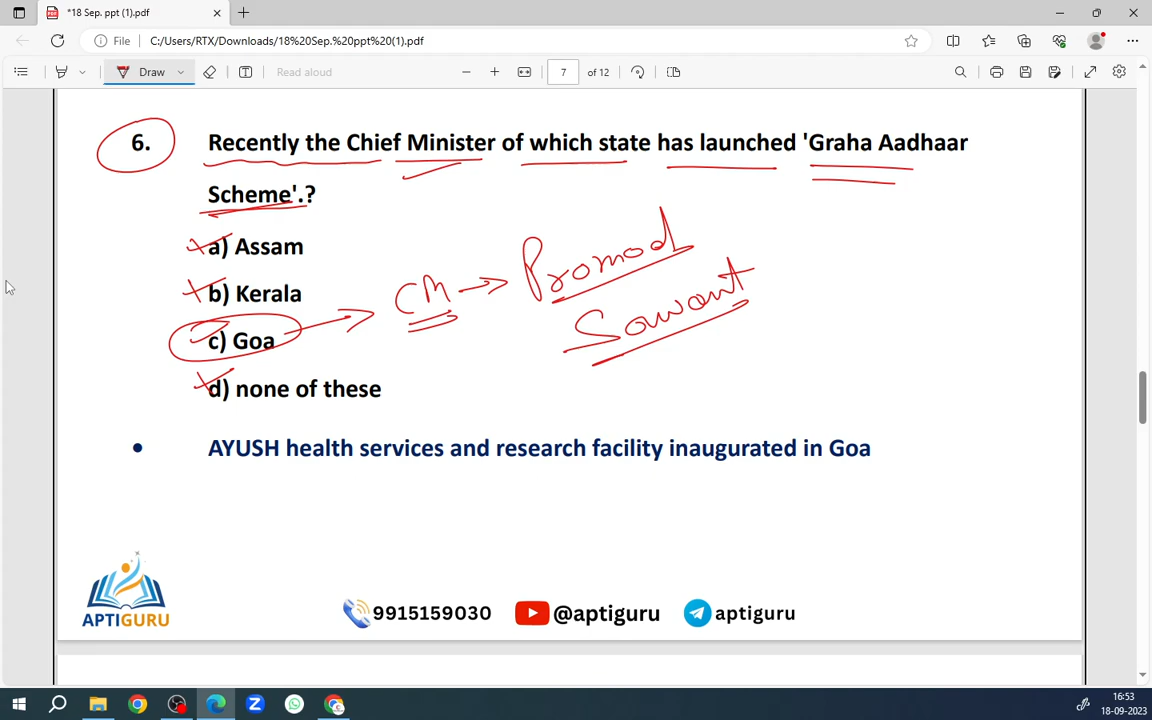 *18 Sep. ppt (1).pdf
File C:/Users/RTX/Downloads/18%20Sep.%20ppt%20(1).pdf
Draw Read aloud 7 of 12
6. Recently the Chief Minister of which state has launched 'Graha Aadhaar
Scheme'.?
a) Assam
b) Kerala
c) Goa
d) none of these
CM → Promod
Sawant
• AYUSH health services and research facility inaugurated in Goa
APTIGURU
9915159030 @aptiguru aptiguru
16:53
18-09-2023